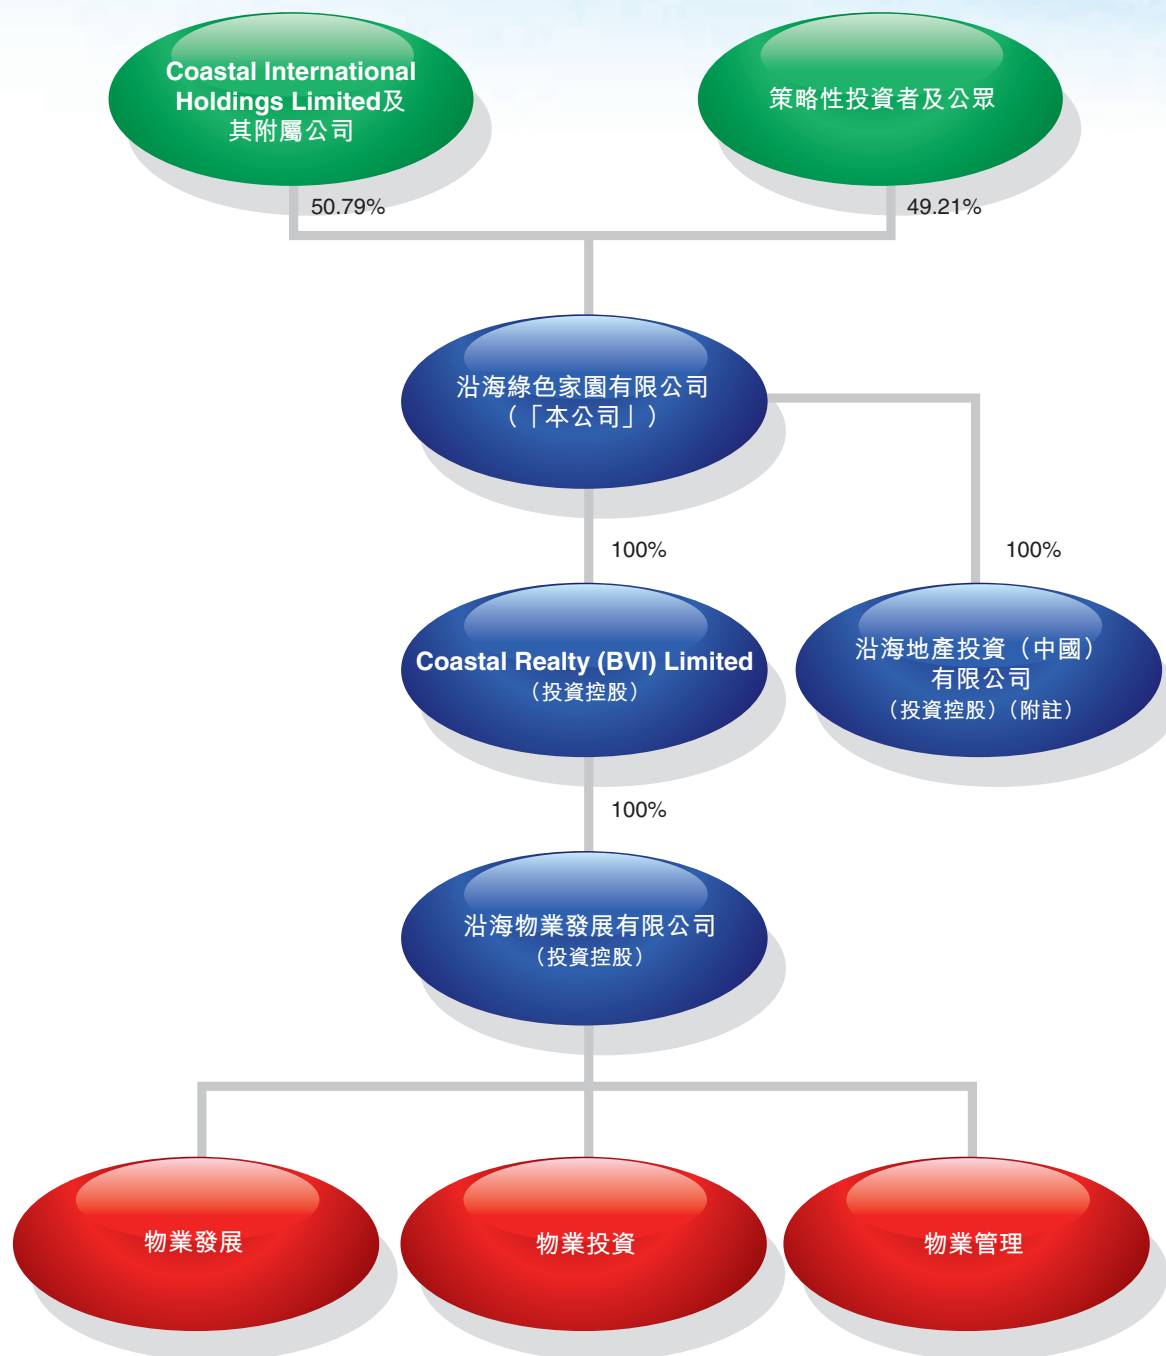 Coastal International
Holdings Limited及
其附屬公司
策略性投資者及公眾
50.79%
49.21%
沿海綠色家園有限公司
（「本公司」）
100%
100%
Coastal Realty (BVI) Limited
（投資控股）
沿海地產投資（中國）
有限公司
（投資控股）（附註）
100%
沿海物業發展有限公司
（投資控股）
物業發展
物業投資
物業管理